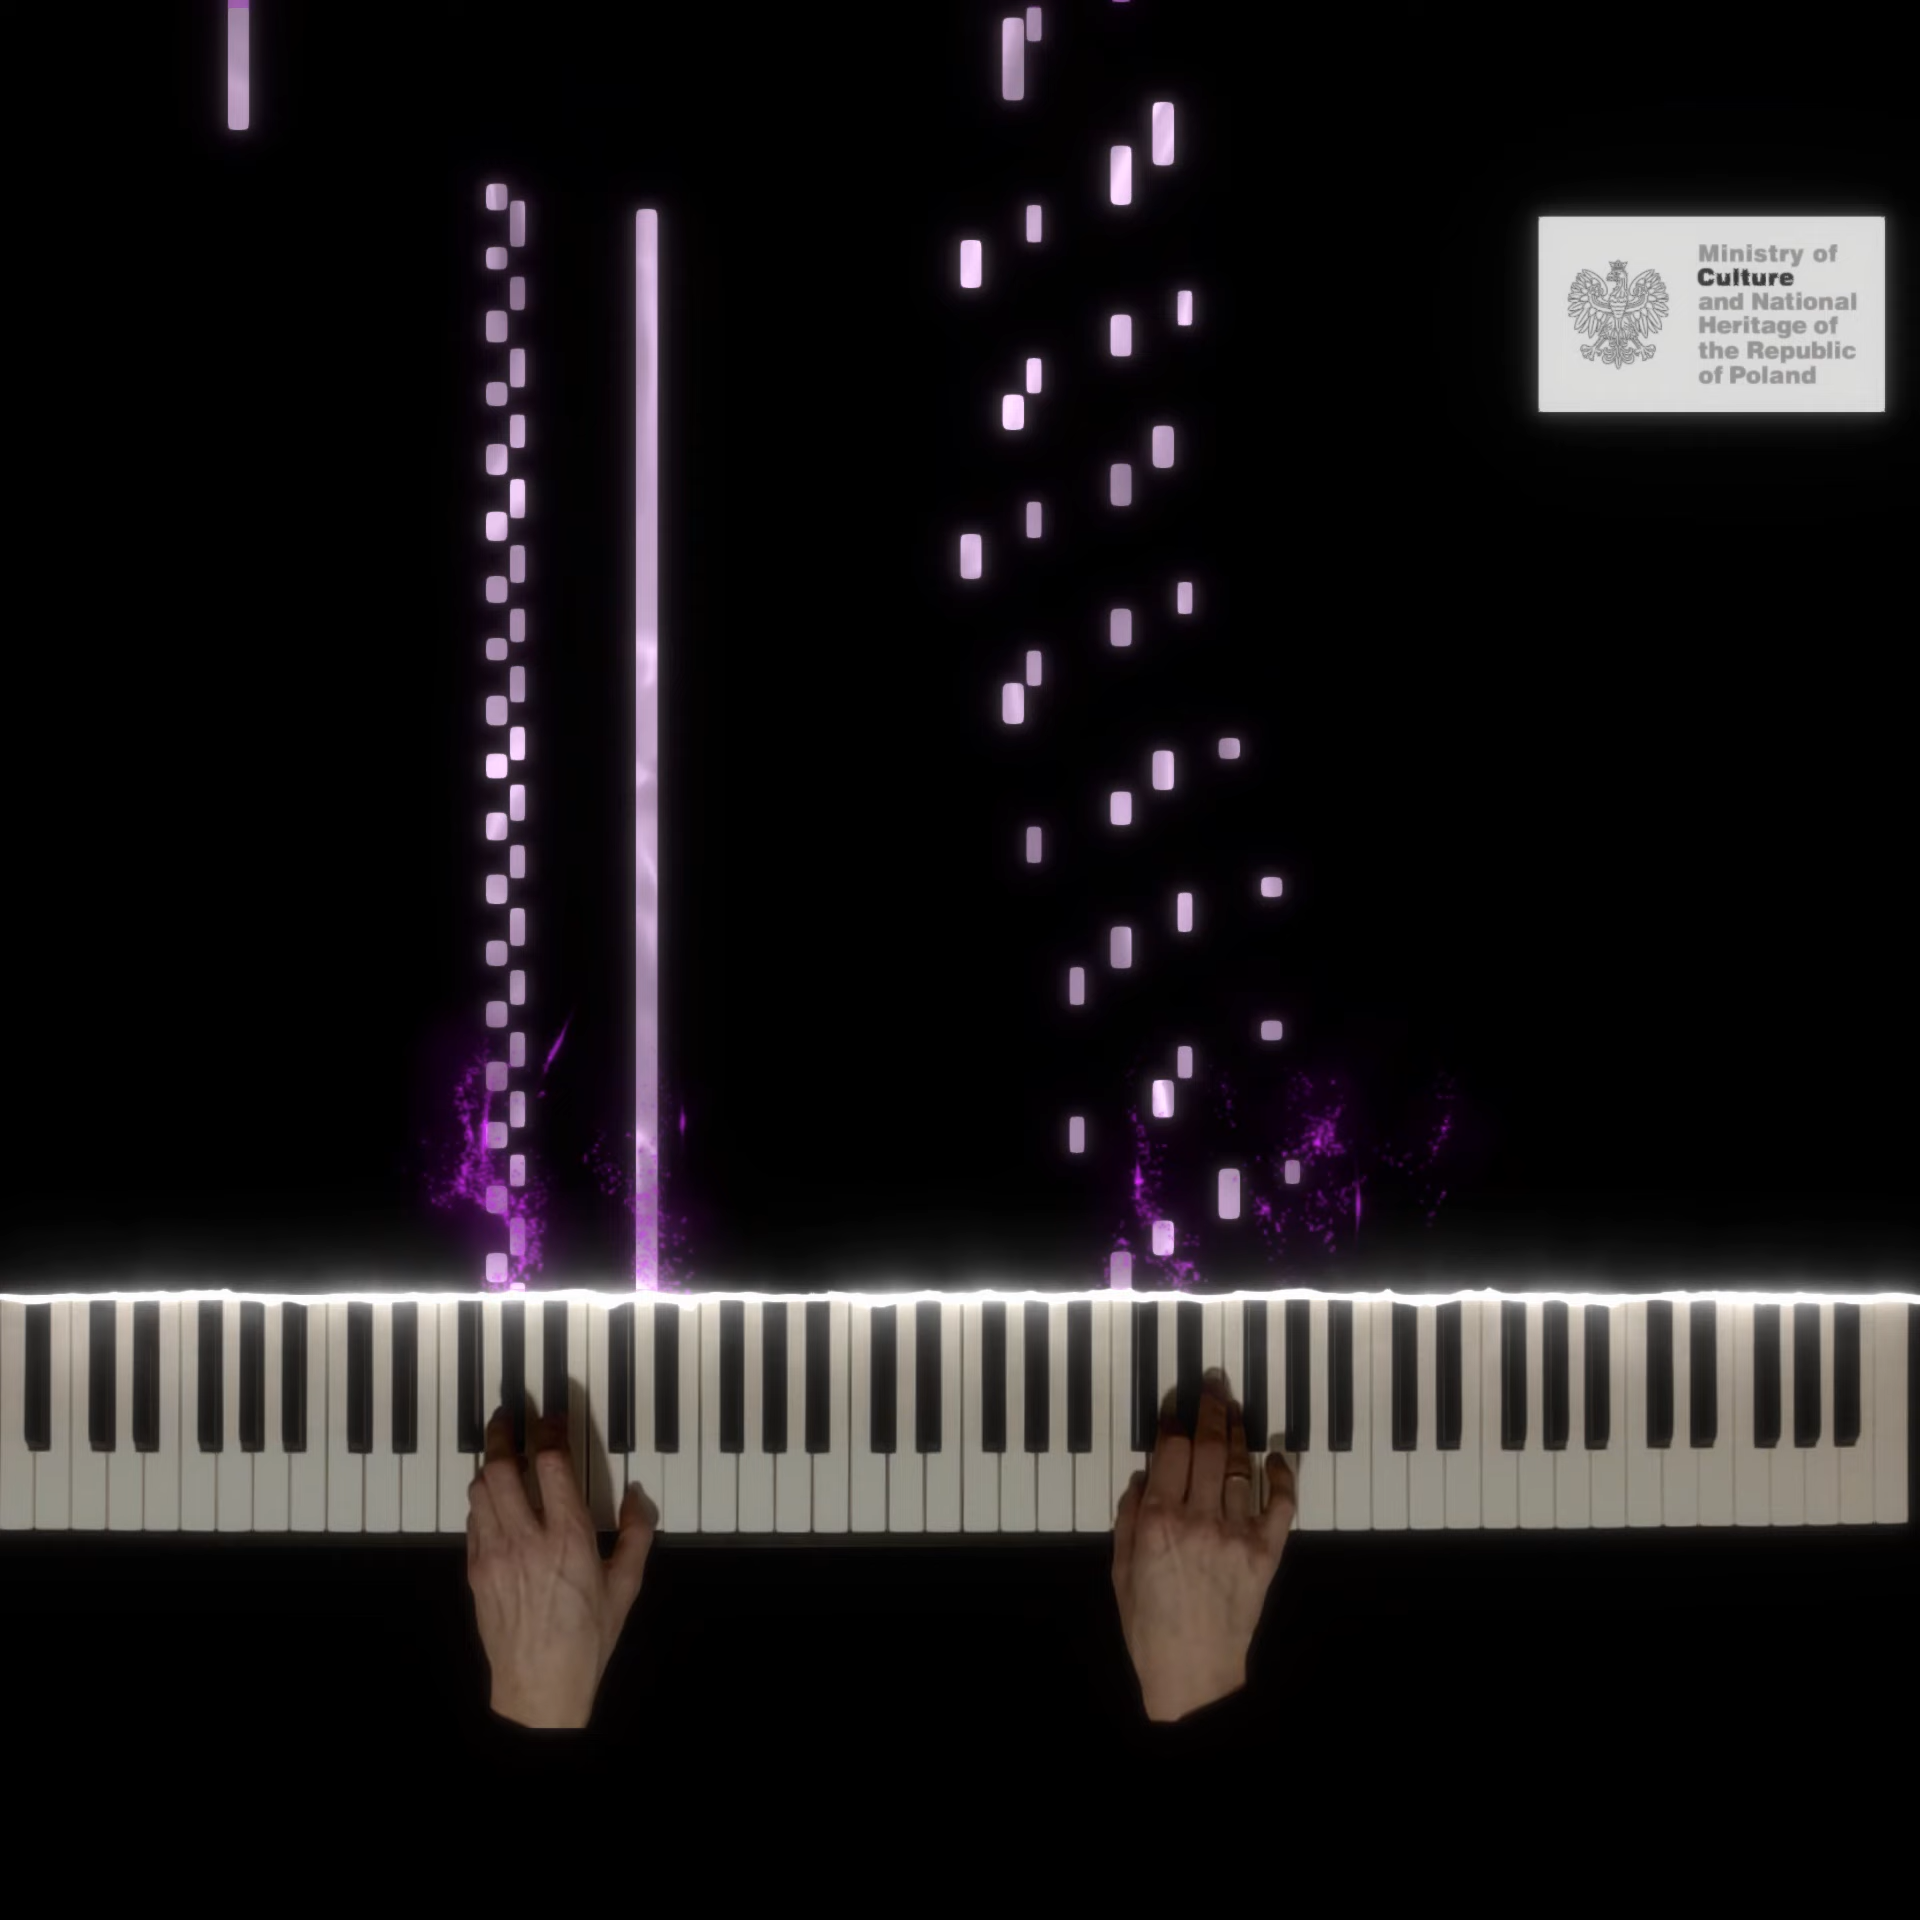 Ministry of
Culture
and National
Heritage of
the Republic
of Poland